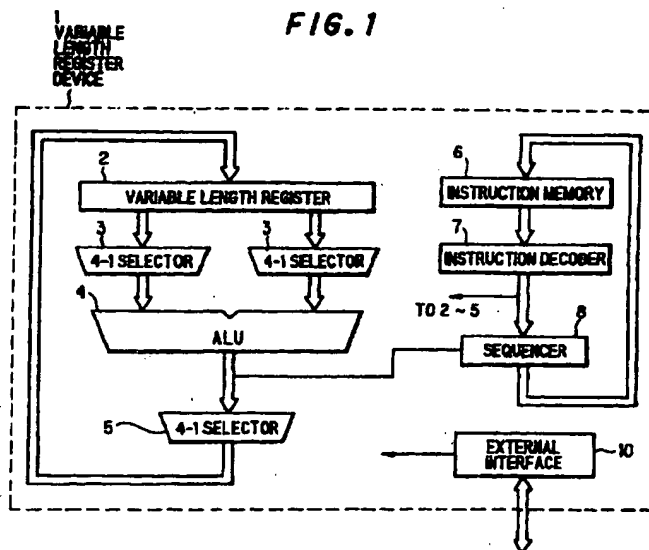 FIG. 1
1
VARIABLE
LENGTH
REGISTER
DEVICE
2
VARIABLE LENGTH REGISTER
3
4-1 SELECTOR
3
4-1 SELECTOR
4
ALU
5
4-1 SELECTOR
6
INSTRUCTION MEMORY
7
INSTRUCTION DECODER
TO 2 ~ 5
8
SEQUENCER
EXTERNAL
INTERFACE
10